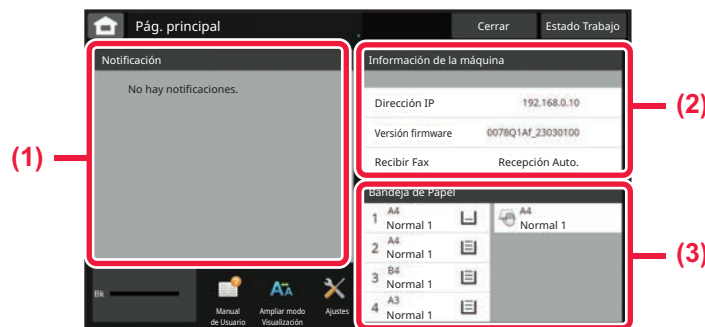 Pág. principal
Cerrar
Estado Trabajo
Notificación
No hay notificaciones.
Información de la máquina
Dirección IP
192.168.0.10
Versión firmware
0078Q1Af_23030100
Recibir Fax
Recepción Auto.
Bandeja de Papel
1
A4
Normal 1
A4
Normal 1
2
A4
Normal 1
3
B4
Normal 1
4
A3
Normal 1
Bk
Manual
de Usuario
Ampliar modo
Visualización
Ajustes
(1)
(2)
(3)